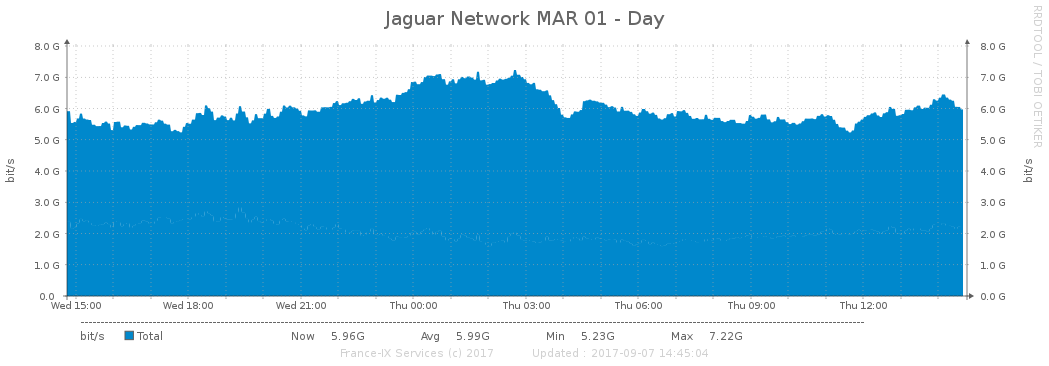 Jaguar Network MAR 01 - Day
RRDTOOL / TOBI OETIKER
8.0 G 8.0 G
7.0 G 7.0 G
6.0 G 6.0 G
5.0 G 5.0 G
4.0 G 4.0 G
3.0 G 3.0 G
2.0 G 2.0 G
1.0 G 1.0 G
0.0 0.0 G
bit/s bit/s
Wed 15:00 Wed 18:00 Wed 21:00 Thu 00:00 Thu 03:00 Thu 06:00 Thu 09:00 Thu 12:00
bit/s Total Now 5.96G Avg 5.99G Min 5.23G Max 7.22G
France-IX Services (c) 2017 Updated : 2017-09-07 14:45:04